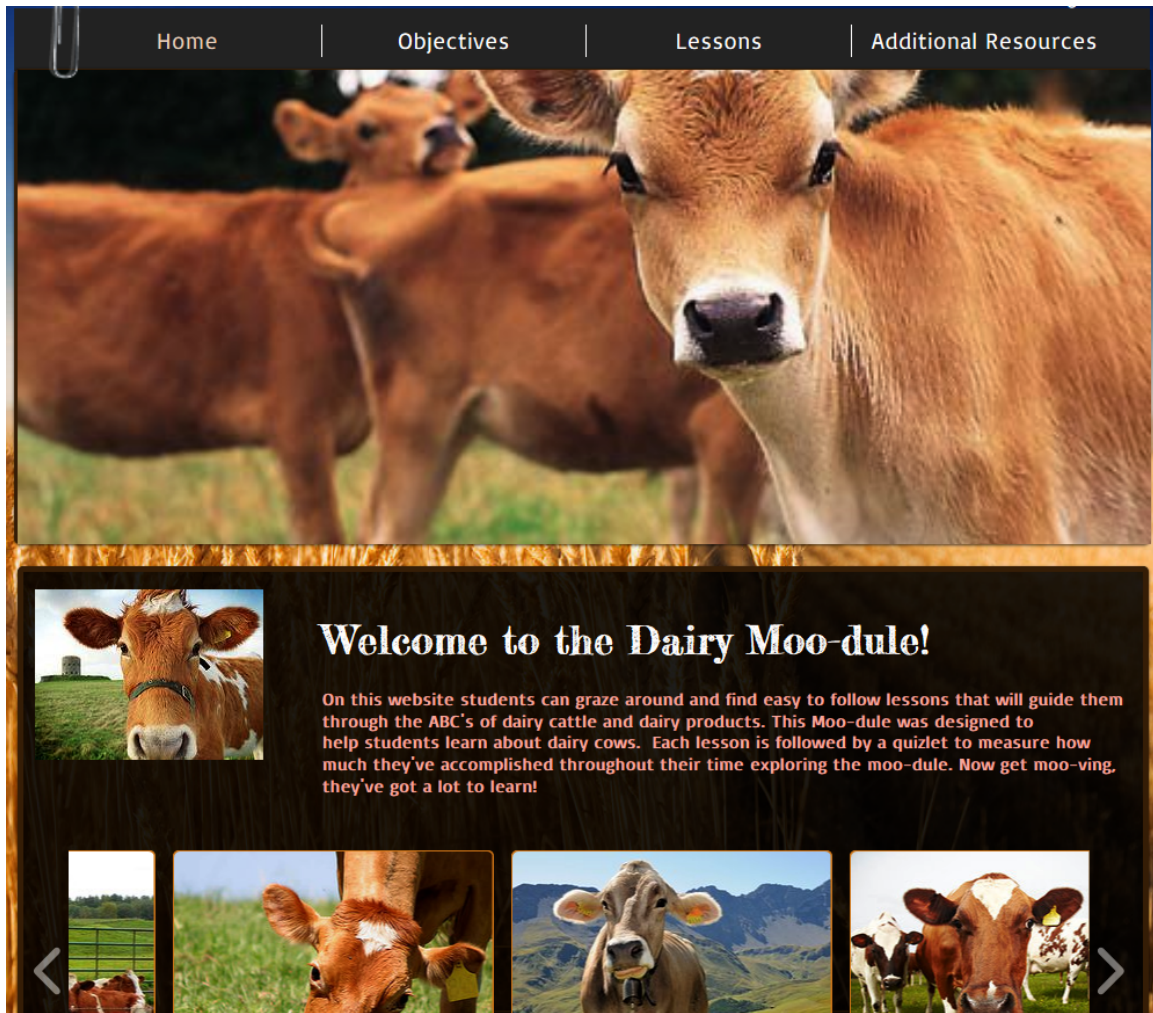 Home
Objectives
Lessons
Additional Resources
Welcome to the Dairy Moo-dule!
On this website students can graze around and find easy to follow lessons that will guide them
through the ABC's of dairy cattle and dairy products. This Moo-dule was designed to
help students learn about dairy cows.  Each lesson is followed by a quizlet to measure how
much they've accomplished throughout their time exploring the moo-dule. Now get moo-ving,
they've got a lot to learn!